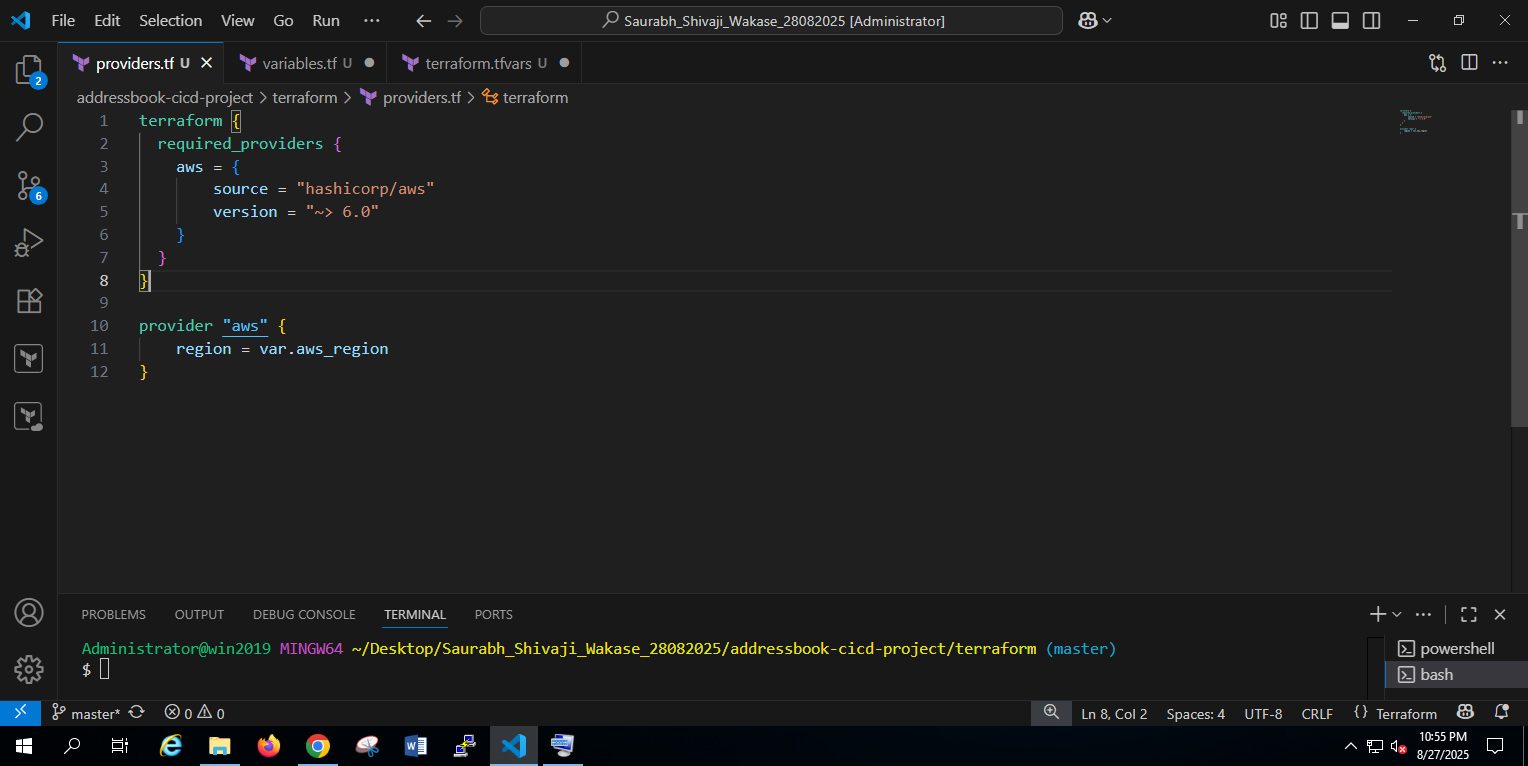 File Edit Selection View Go Run ··· Saurabh_Shivaji_Wakase_28082025 [Administrator]
providers.tf U variables.tf U terraform.tfvars U
addressbook-cicd-project > terraform > providers.tf > terraform
1 terraform {
2 required_providers {
3 aws = {
4 source = "hashicorp/aws"
5 version = "~> 6.0"
6 }
7 }
8 }
9
10 provider "aws" {
11 region = var.aws_region
12 }
2
6
PROBLEMS OUTPUT DEBUG CONSOLE TERMINAL PORTS
Administrator@win2019 MINGW64 ~/Desktop/Saurabh_Shivaji_Wakase_28082025/addressbook-cicd-project/terraform (master)
$
powershell
bash
master* 0 0 Ln 8, Col 2 Spaces: 4 UTF-8 CRLF {} Terraform
10:55 PM
8/27/2025